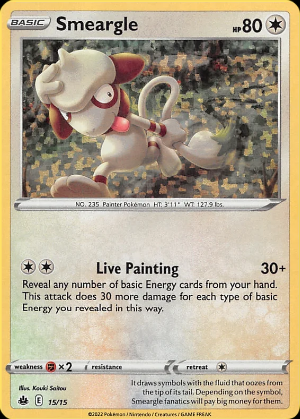 BASIC Smeargle HP 80
NO. 235 Painter Pokémon HT: 3'11" WT: 127.9 lbs.
Live Painting 30+
Reveal any number of basic Energy cards from your hand.
This attack does 30 more damage for each type of basic
Energy you revealed in this way.
weakness ×2 resistance retreat
Illus. Kouki Saitou
E 15/15
It draws symbols with the fluid that oozes from
the tip of its tail. Depending on the symbol,
Smeargle fanatics will pay big money for them.
©2022 Pokémon / Nintendo / Creatures / GAME FREAK